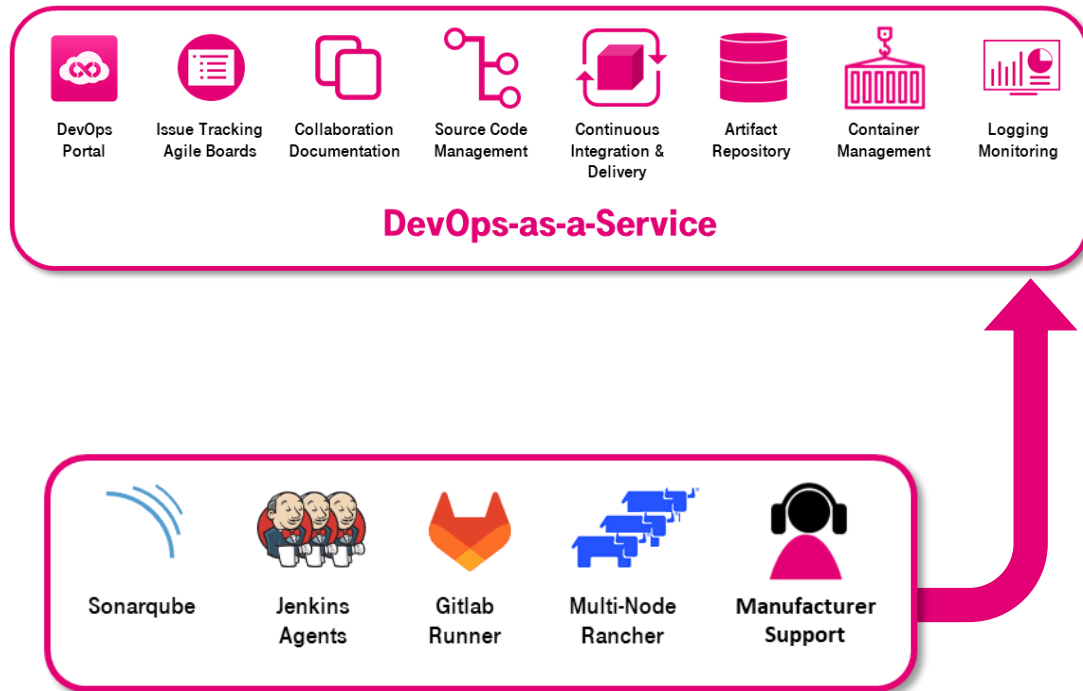 DevOps
Portal
Issue Tracking
Agile Boards
Collaboration
Documentation
Source Code
Management
Continuous
Integration &
Delivery
Artifact
Repository
Container
Management
Logging
Monitoring
DevOps-as-a-Service
Sonarqube
Jenkins
Agents
Gitlab
Runner
Multi-Node
Rancher
Manufacturer
Support